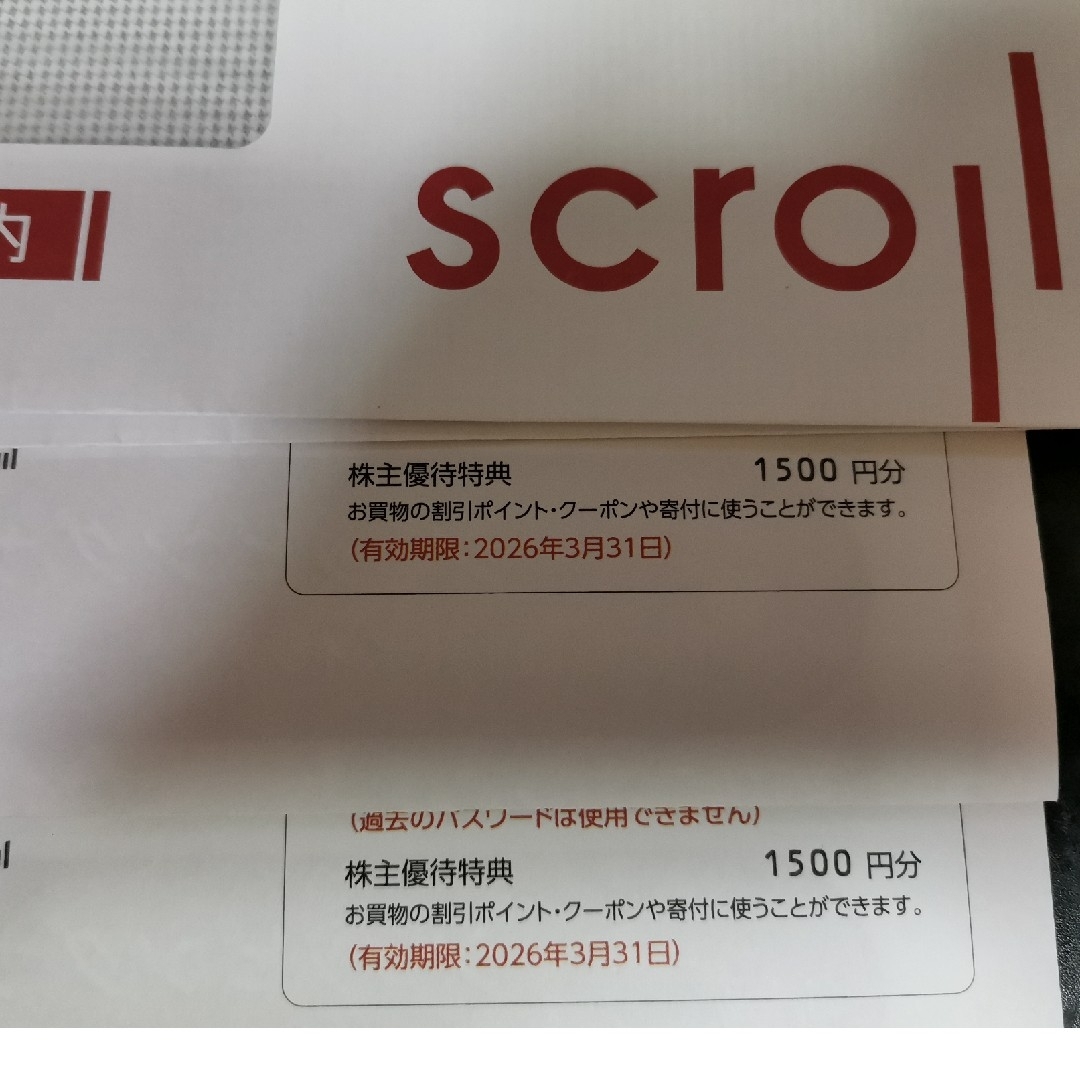 scroll
内
株主優待特典 1500 円分
お買物の割引ポイント・クーポンや寄付に使うことができます。
(有効期限:2026年3月31日)
(過去のパスワードは使用できません)
株主優待特典 1500 円分
お買物の割引ポイント・クーポンや寄付に使うことができます。
(有効期限:2026年3月31日)